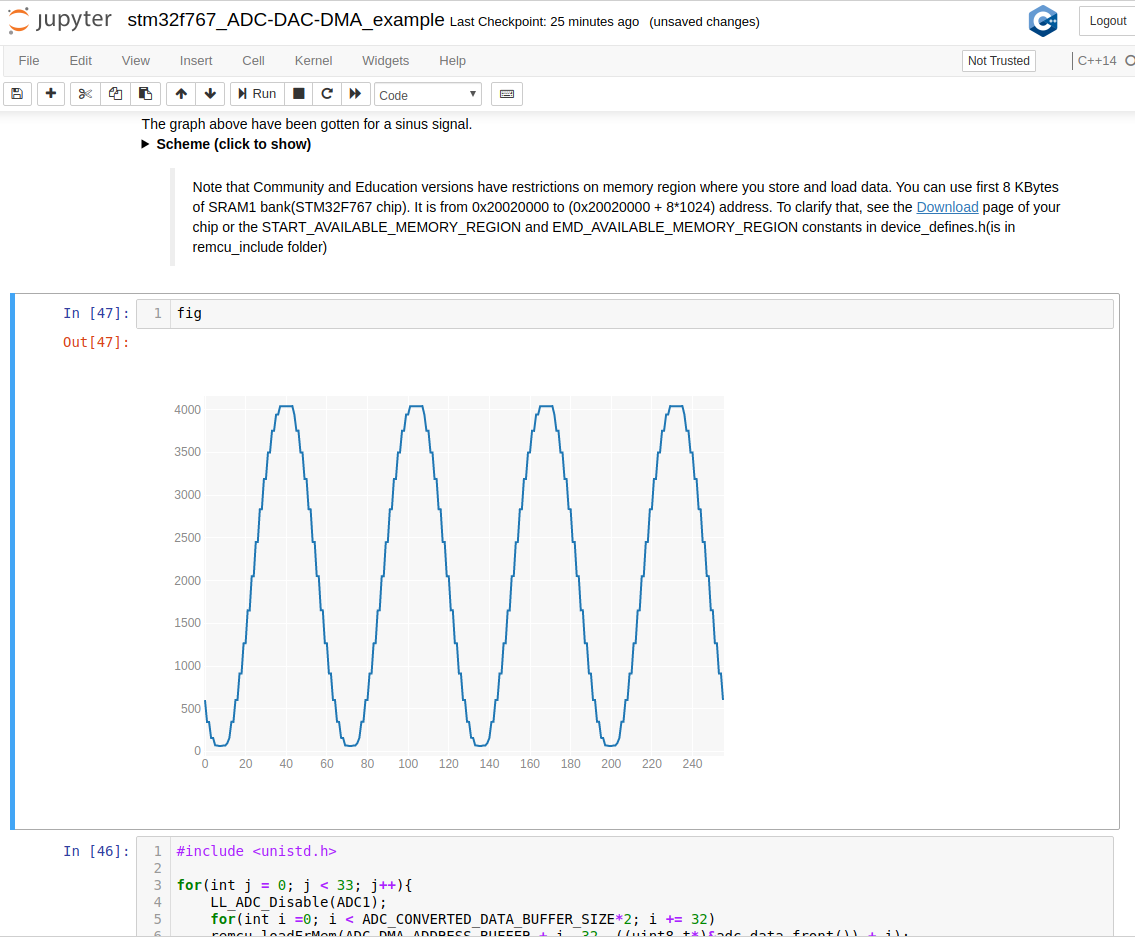 jupyter stm32f767_ADC-DAC-DMA_example Last Checkpoint: 25 minutes ago (unsaved changes)
C++
Logout
File Edit View Insert Cell Kernel Widgets Help Not Trusted C++14
Run Code
The graph above have been gotten for a sinus signal.
Scheme (click to show)
Note that Community and Education versions have restrictions on memory region where you store and load data. You can use first 8 KBytes
of SRAM1 bank(STM32F767 chip). It is from 0x20020000 to (0x20020000 + 8*1024) address. To clarify that, see the Download page of your
chip or the START_AVAILABLE_MEMORY_REGION and EMD_AVAILABLE_MEMORY_REGION constants in device_defines.h(is in
remcu_include folder)
In [47]: 1 fig
Out[47]:
4000
3500
3000
2500
2000
1500
1000
500
0
0 20 40 60 80 100 120 140 160 180 200 220 240
In [46]: 1 #include <unistd.h>
2
3 for(int j = 0; j < 33; j++){
4 LL_ADC_Disable(ADC1);
5 for(int i =0; i < ADC_CONVERTED_DATA_BUFFER_SIZE*2; i += 32)
6 remcu_loadFrMem(ADC_DMA_ADDRESS_BUFFER + i, 32, ((uint8_t*)&adc_data.front()) + i);